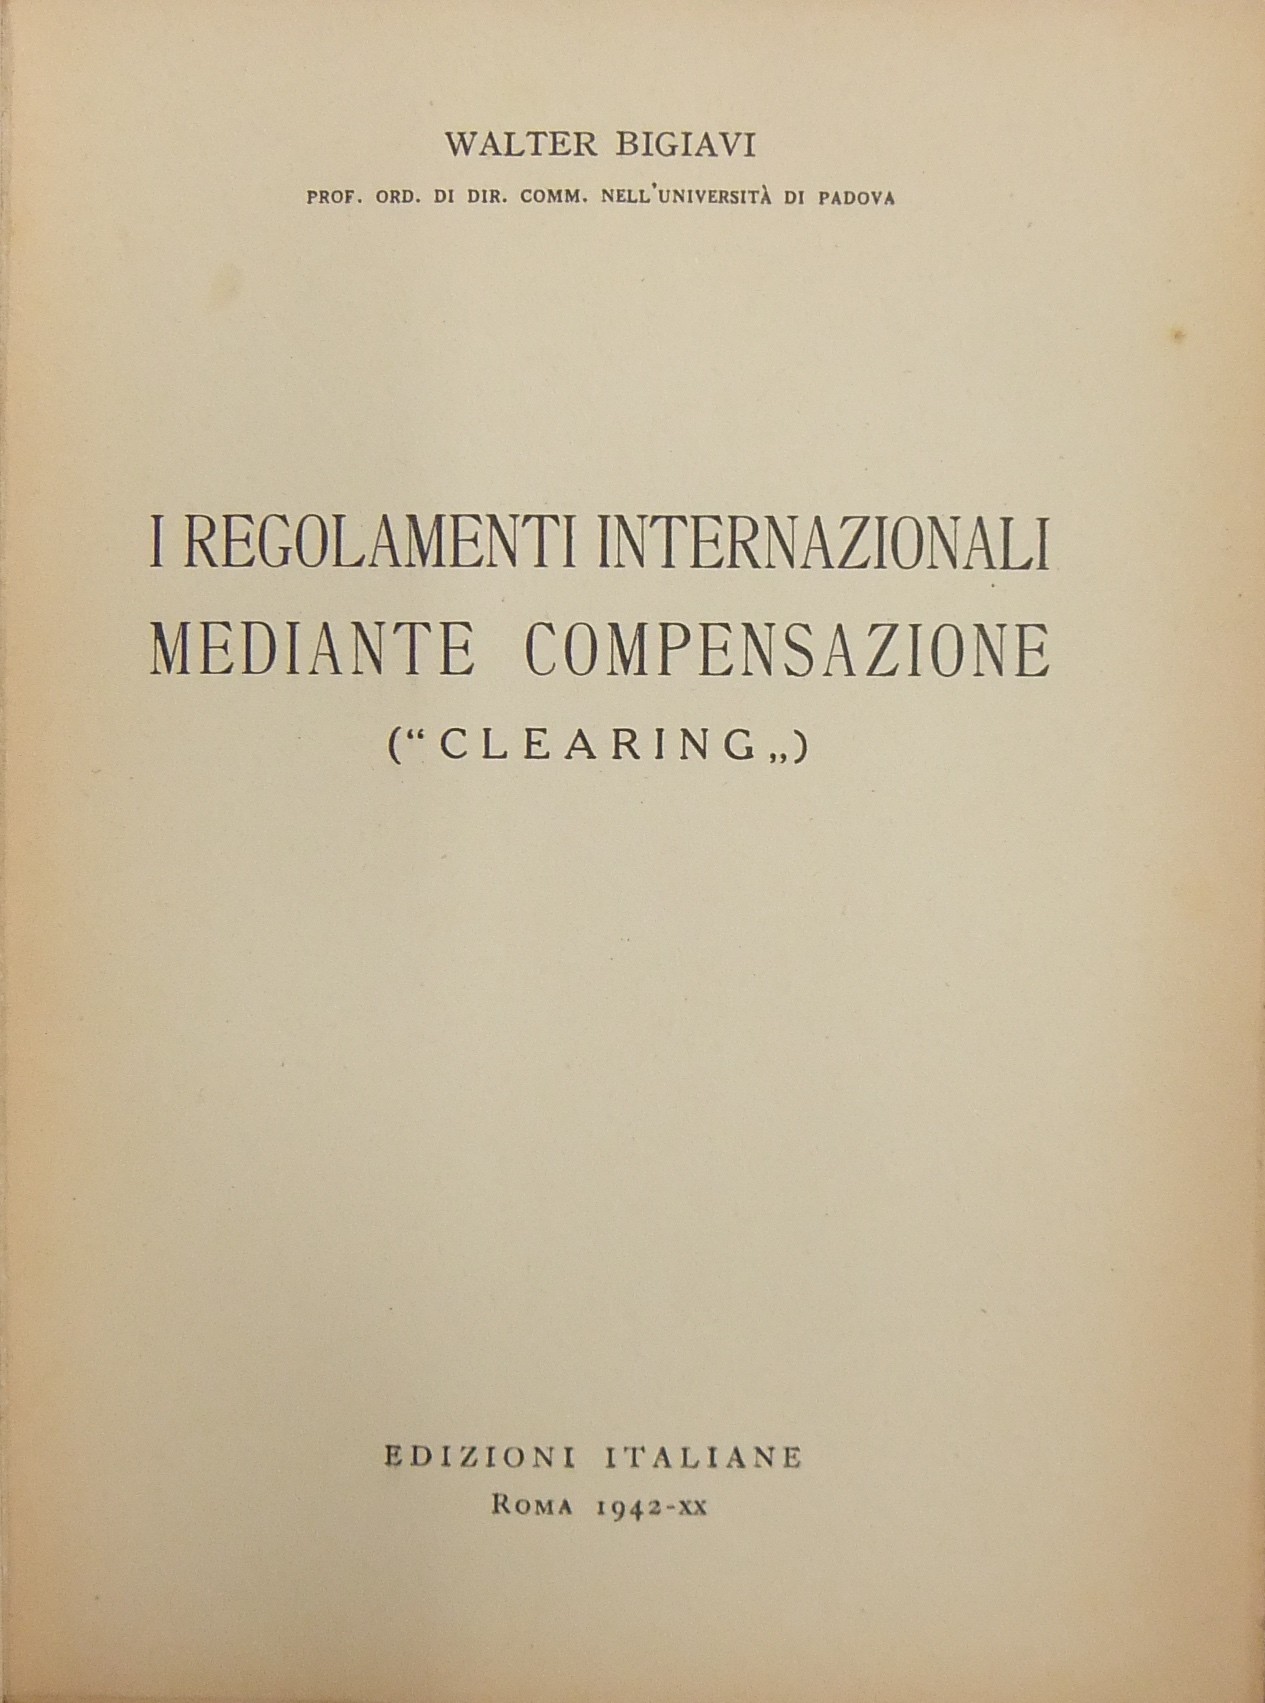 WALTER BIGIAVI
PROF. ORD. DI DIR. COMM. NELL'UNIVERSITÀ DI PADOVA
I REGOLAMENTI INTERNAZIONALI
MEDIANTE COMPENSAZIONE
(“CLEARING„)
EDIZIONI ITALIANE
ROMA 1942-XX